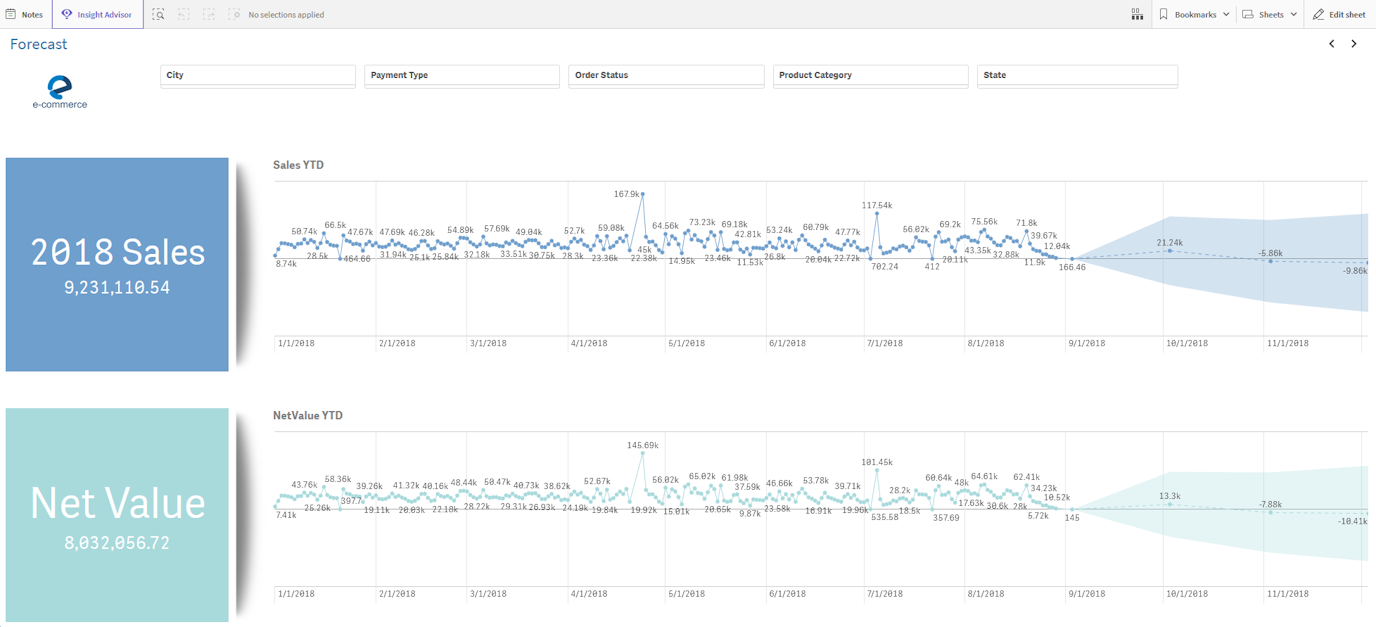 Notes
Insight Advisor
No selections applied
Bookmarks
Sheets
Edit sheet
Forecast
e-commerce
City
Payment Type
Order Status
Product Category
State
2018 Sales
9,231,110.54
Sales YTD
167.9k
117.54k
66.5k 59.08k 64.56k 73.23k 69.18k 60.79k 56.02k 69.2k 75.56k 71.8k
50.74k 47.67k 47.69k 46.28k 54.89k 57.69k 49.04k 52.7k 42.81k 53.24k 47.77k 39.67k
45k 43.35k 12.04k
28.5k 464.66 31.94k 25.1k 25.84k 32.18k 33.51k 30.75k 28.3k 23.36k 22.38k 14.95k 23.46k 11.53k 26.8k 20.04k 22.72k 20.11k 32.88k
8.74k 702.24 412 11.9k 166.46
21.24k
-5.86k
-9.86k
1/1/2018 2/1/2018 3/1/2018 4/1/2018 5/1/2018 6/1/2018 7/1/2018 8/1/2018 9/1/2018 10/1/2018 11/1/2018
Net Value
8,032,056.72
NetValue YTD
145.69k
101.45k
58.36k 52.67k 56.02k 65.02k 61.98k 53.78k 60.64k 64.61k 62.41k
43.76k 39.26k 41.32k 40.16k 48.44k 50.47k 40.73k 38.62k 37.59k 46.66k 39.71k 28.2k 48k 34.23k
397.7 10.52k
25.26k 19.11k 20.03k 22.18k 28.22k 29.31k 26.93k 24.19k 19.84k 19.92k 15.01k 20.65k 9.87k 23.58k 16.91k 19.96k 18.5k 17.63k 30.6k 28k
7.41k 535.58 357.69 5.72k 145
13.3k
-7.88k
-10.41k
1/1/2018 2/1/2018 3/1/2018 4/1/2018 5/1/2018 6/1/2018 7/1/2018 8/1/2018 9/1/2018 10/1/2018 11/1/2018